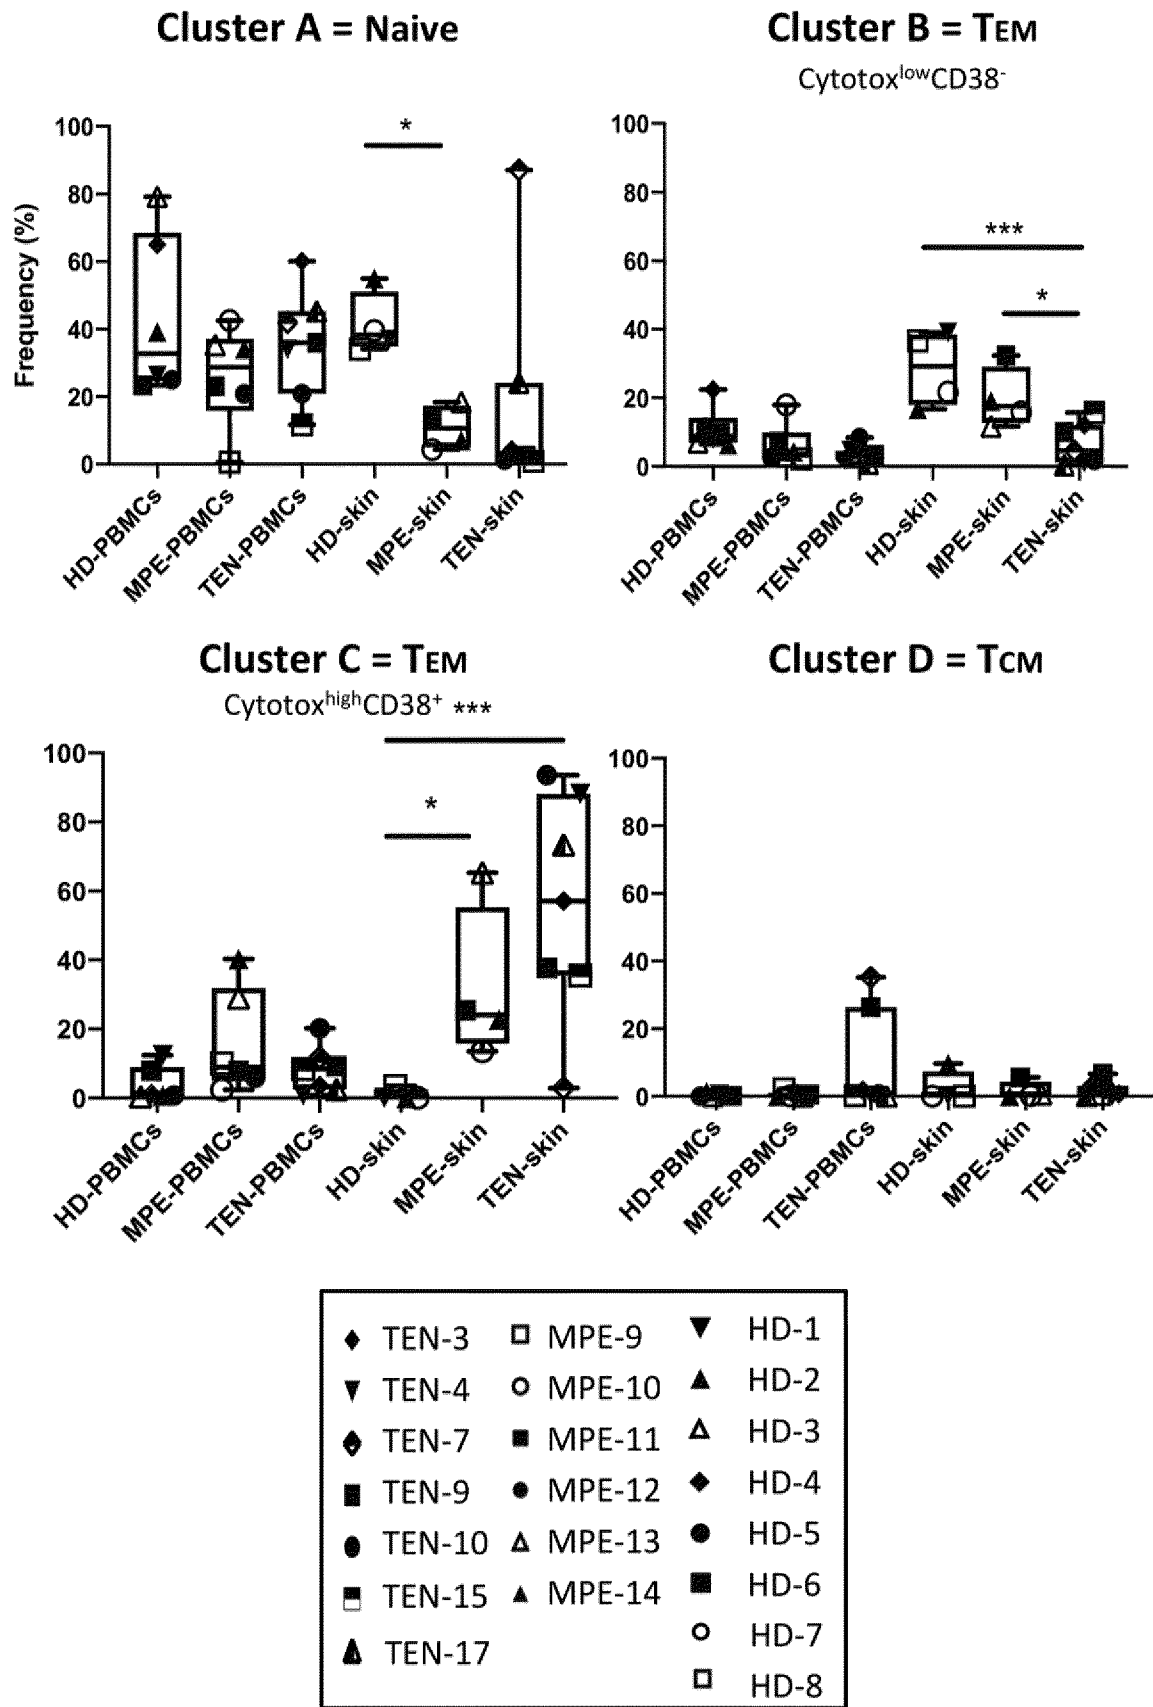 Cluster A = Naive
Cluster B = TEM
CytotoxlowCD38-
100
80
60
40
20
0
Frequency (%)
*
HD-PBMCs
MPE-PBMCs
TEN-PBMCs
HD-skin
MPE-skin
TEN-skin
100
80
60
40
20
0
***
*
HD-PBMCs
MPE-PBMCs
TEN-PBMCs
HD-skin
MPE-skin
TEN-skin
Cluster C = TEM
CytotoxhighCD38+ ***
Cluster D = TCM
100
80
60
40
20
0
*
HD-PBMCs
MPE-PBMCs
TEN-PBMCs
HD-skin
MPE-skin
TEN-skin
100
80
60
40
20
0
HD-PBMCs
MPE-PBMCs
TEN-PBMCs
HD-skin
MPE-skin
TEN-skin
TEN-3
TEN-4
TEN-7
TEN-9
TEN-10
TEN-15
TEN-17
MPE-9
MPE-10
MPE-11
MPE-12
MPE-13
MPE-14
HD-1
HD-2
HD-3
HD-4
HD-5
HD-6
HD-7
HD-8